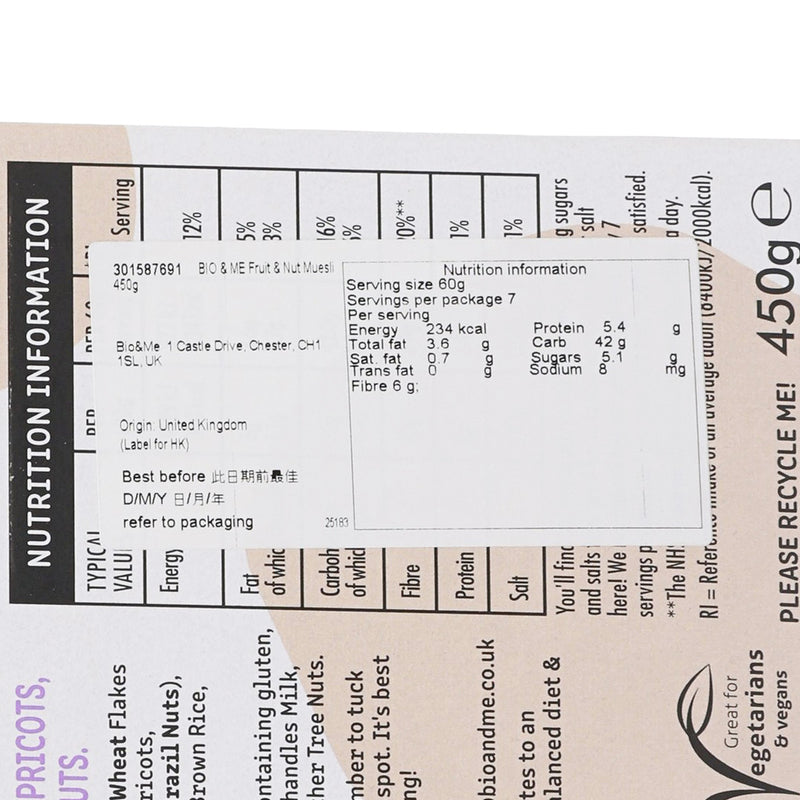 301587691 BIO & ME Fruit & Nut Muesli
450g
Bio&Me 1 Castle Drive, Chester, CH1
1SL, UK
Origin: United Kingdom
(Label for HK)
Best before 此日期前最佳
D/M/Y 日/月/年
refer to packaging
25183
Nutrition information
Serving size 60g
Servings per package 7
Per serving
Energy 234 kcal Protein 5.4 g
Total fat 3.6 g Carb 42 g
Sat. fat 0.7 g Sugars 5.1 g
Trans fat 0 g Sodium 8 mg
Fibre 6 g;
NUTRITION INFORMATION
VALU Serving
Energy 12%
Fat 5%
of which 3%
Carboh 6%
of which
Fibre 0%**
Protein 1%
Salt 1%
You'll find sugars
and salts salt
here! We 7
servings p satisfied.
**The NH a day.
RI = Reference intake of an average adult (8400kJ/2000kcal).
PLEASE RECYCLE ME! 450g e
PRICOTS,
UTS.
Wheat Flakes
ricots,
razil Nuts),
Brown Rice,
ontaining gluten,
handles Milk,
her Tree Nuts.
mber to tuck
spot. It's best
ng!
bioandme.co.uk
tes to an
alanced diet &
Great for
egetarians
& vegans